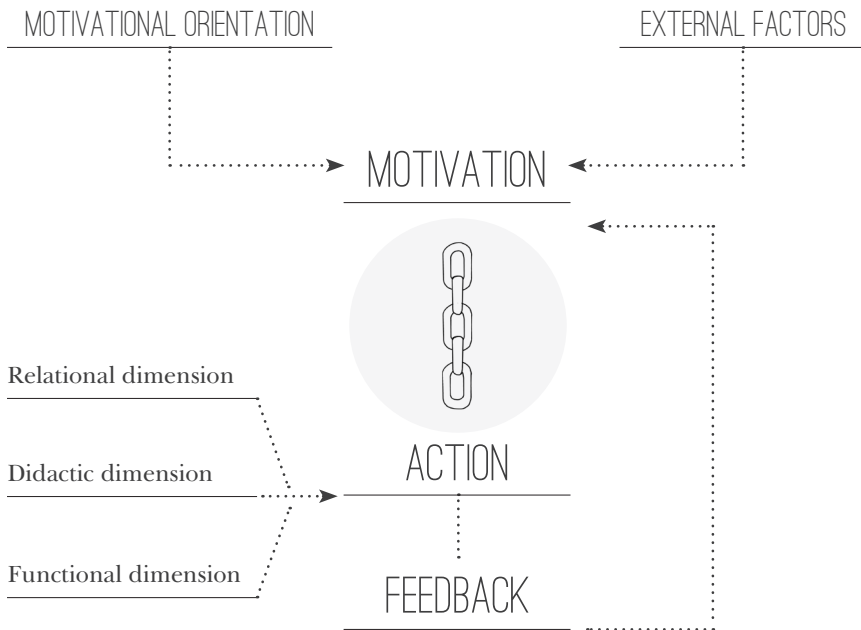 MOTIVATIONAL ORIENTATION
EXTERNAL FACTORS
MOTIVATION
Relational dimension
Didactic dimension
ACTION
Functional dimension
FEEDBACK